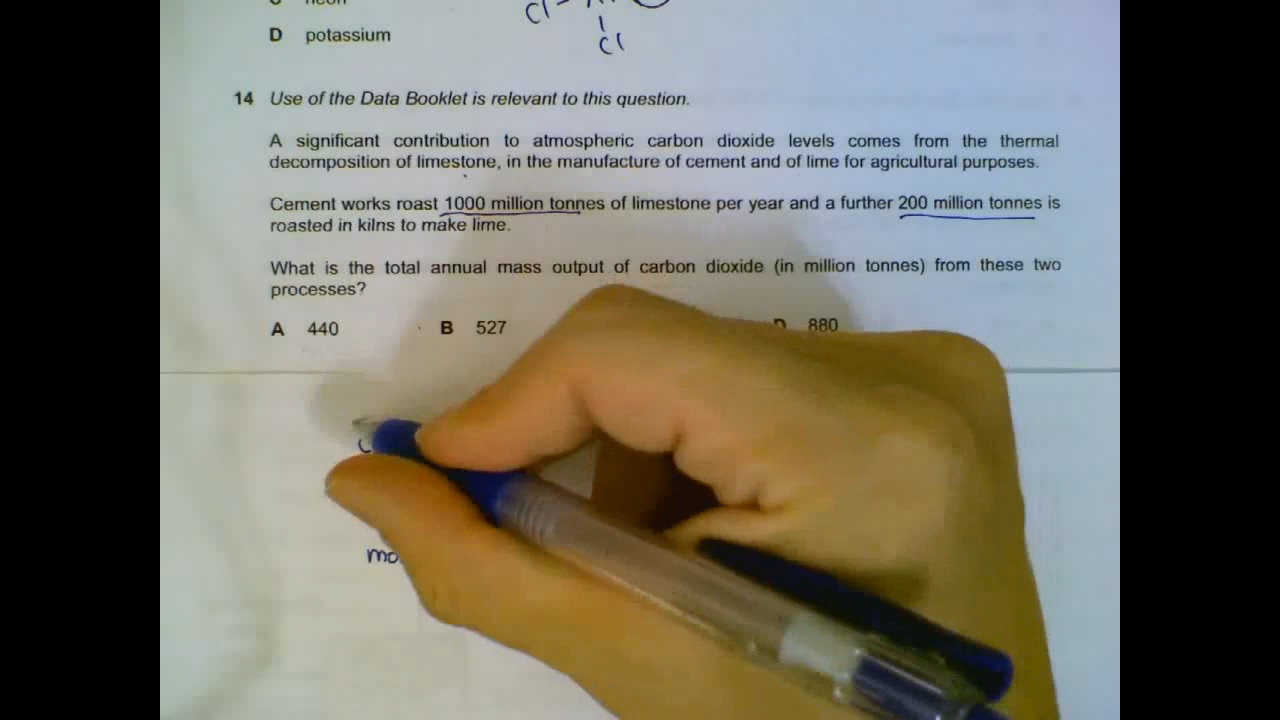 neon
D potassium
Cl
Cl
14 Use of the Data Booklet is relevant to this question.
A significant contribution to atmospheric carbon dioxide levels comes from the thermal
decomposition of limestone, in the manufacture of cement and of lime for agricultural purposes.
Cement works roast 1000 million tonnes of limestone per year and a further 200 million tonnes is
roasted in kilns to make lime.
What is the total annual mass output of carbon dioxide (in million tonnes) from these two
processes?
A 440 B 527 D 880
mo